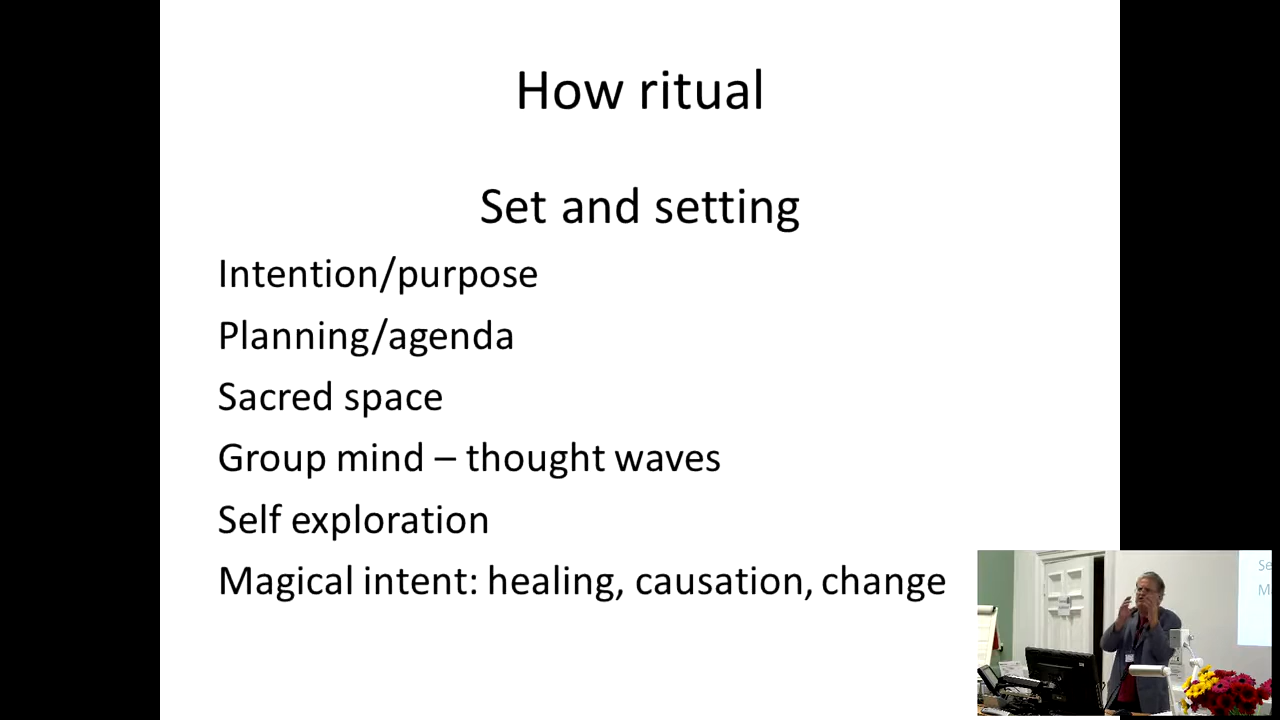 How ritual
Set and setting
Intention/purpose
Planning/agenda
Sacred space
Group mind – thought waves
Self exploration
Magical intent: healing, causation, change
Se
M